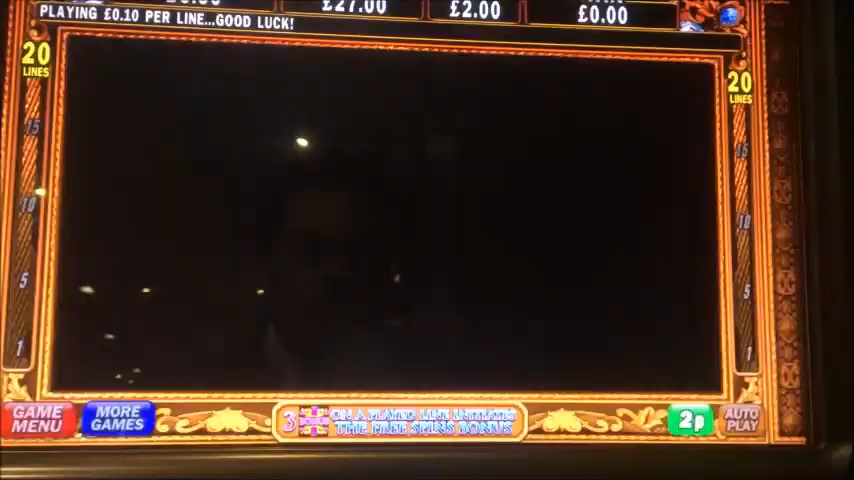 £27.00
£2.00
£0.00
PLAYING £0.10 PER LINE...GOOD LUCK!
20
LINES
15
10
5
1
20
LINES
15
10
5
1
GAME
MENU
MORE
GAMES
3 BONUS ON A PLAYED LINE INITIATES
THE FREE SPINS BONUS
2p
AUTO
PLAY